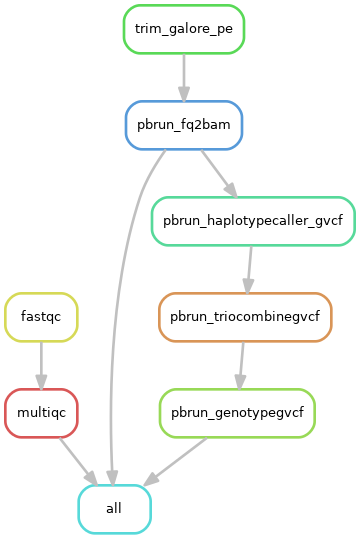 trim_galore_pe
pbrun_fq2bam
pbrun_haplotypecaller_gvcf
fastqc
pbrun_triocombinegvcf
multiqc
pbrun_genotypegvcf
all